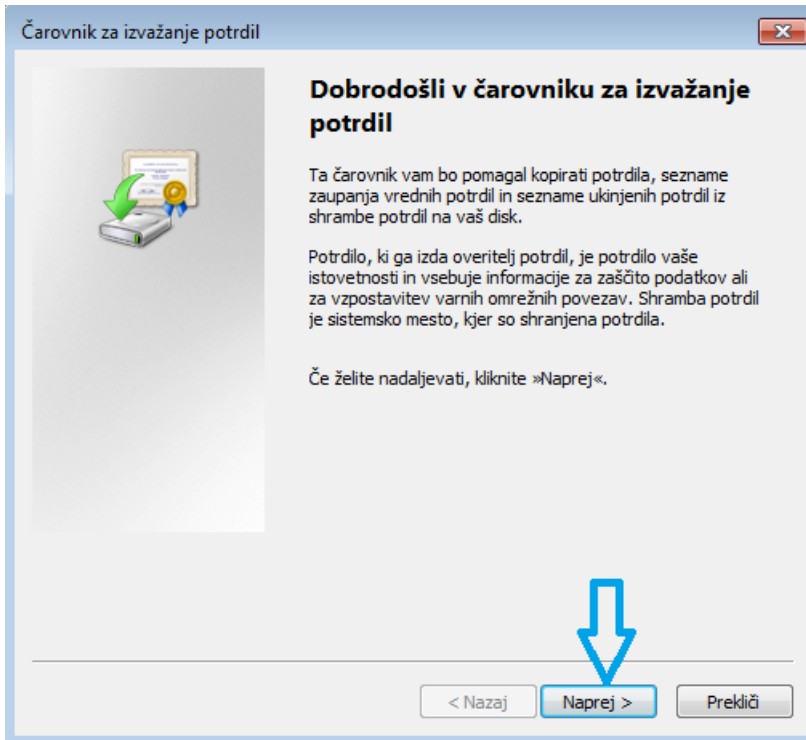 Čarovnik za izvažanje potrdil
Dobrodošli v čarovniku za izvažanje
potrdil
Ta čarovnik vam bo pomagal kopirati potrdila, sezname
zaupanja vrednih potrdil in sezname ukinjenih potrdil iz
shrambe potrdil na vaš disk.
Potrdilo, ki ga izda overitelj potrdil, je potrdilo vaše
istovetnosti in vsebuje informacije za zaščito podatkov ali
za vzpostavitev varnih omrežnih povezav. Shramba potrdil
je sistemsko mesto, kjer so shranjena potrdila.
Če želite nadaljevati, kliknite »Naprej«.
< Nazaj Naprej > Prekliči